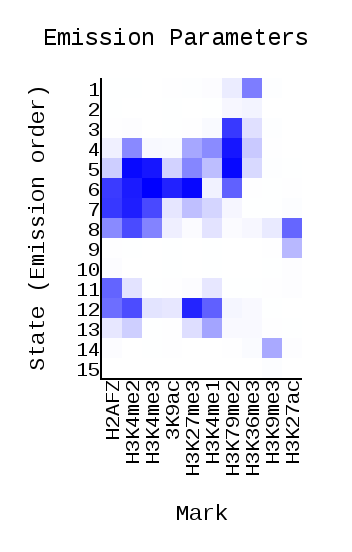 Emission Parameters
State (Emission order)
1
2
3
4
5
6
7
8
9
10
11
12
13
14
15
H2AFZ
H3K4me2
H3K4me3
3K9ac
H3K27me3
H3K4me1
H3K79me2
H3K36me3
H3K9me3
H3K27ac
Mark